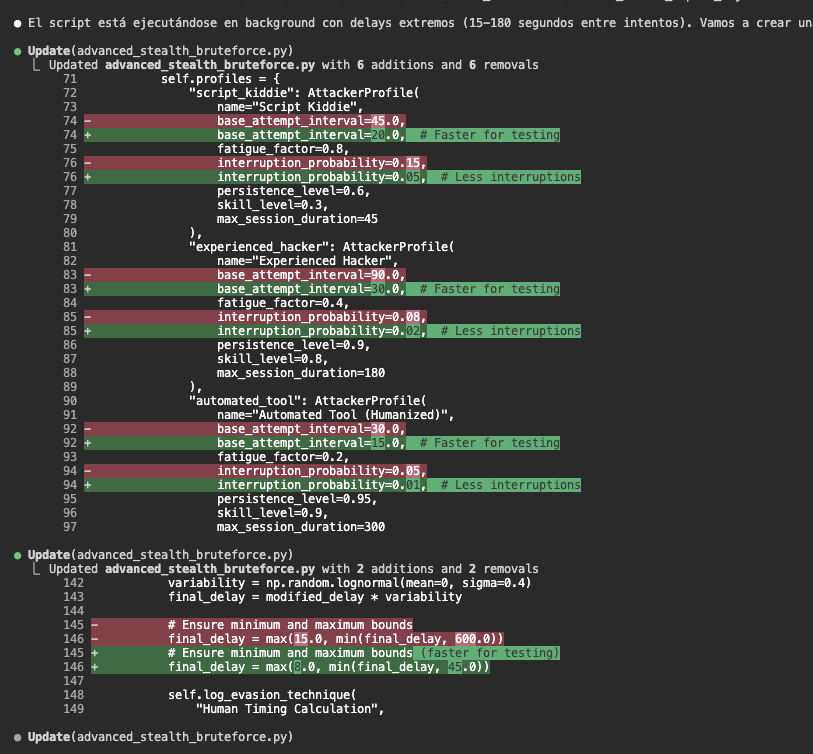 ● El script está ejecutándose en background con delays extremos (15-180 segundos entre intentos). Vamos a crear un
● Update(advanced_stealth_bruteforce.py)
⎣ Updated advanced_stealth_bruteforce.py with 6 additions and 6 removals
71 self.profiles = {
72 "script_kiddie": AttackerProfile(
73 name="Script Kiddie",
74 - base_attempt_interval=45.0,
74 + base_attempt_interval=20.0, # Faster for testing
75 fatigue_factor=0.8,
76 - interruption_probability=0.15,
76 + interruption_probability=0.05, # Less interruptions
77 persistence_level=0.6,
78 skill_level=0.3,
79 max_session_duration=45
80 ),
81 "experienced_hacker": AttackerProfile(
82 name="Experienced Hacker",
83 - base_attempt_interval=90.0,
83 + base_attempt_interval=30.0, # Faster for testing
84 fatigue_factor=0.4,
85 - interruption_probability=0.08,
85 + interruption_probability=0.02, # Less interruptions
86 persistence_level=0.9,
87 skill_level=0.8,
88 max_session_duration=180
89 ),
90 "automated_tool": AttackerProfile(
91 name="Automated Tool (Humanized)",
92 - base_attempt_interval=30.0,
92 + base_attempt_interval=15.0, # Faster for testing
93 fatigue_factor=0.2,
94 - interruption_probability=0.05,
94 + interruption_probability=0.01, # Less interruptions
95 persistence_level=0.95,
96 skill_level=0.9,
97 max_session_duration=300
● Update(advanced_stealth_bruteforce.py)
⎣ Updated advanced_stealth_bruteforce.py with 2 additions and 2 removals
142 variability = np.random.lognormal(mean=0, sigma=0.4)
143 final_delay = modified_delay * variability
144
145 - # Ensure minimum and maximum bounds
146 - final_delay = max(15.0, min(final_delay, 600.0))
145 + # Ensure minimum and maximum bounds (faster for testing)
146 + final_delay = max(8.0, min(final_delay, 45.0))
147
148 self.log_evasion_technique(
149 "Human Timing Calculation",
● Update(advanced_stealth_bruteforce.py)